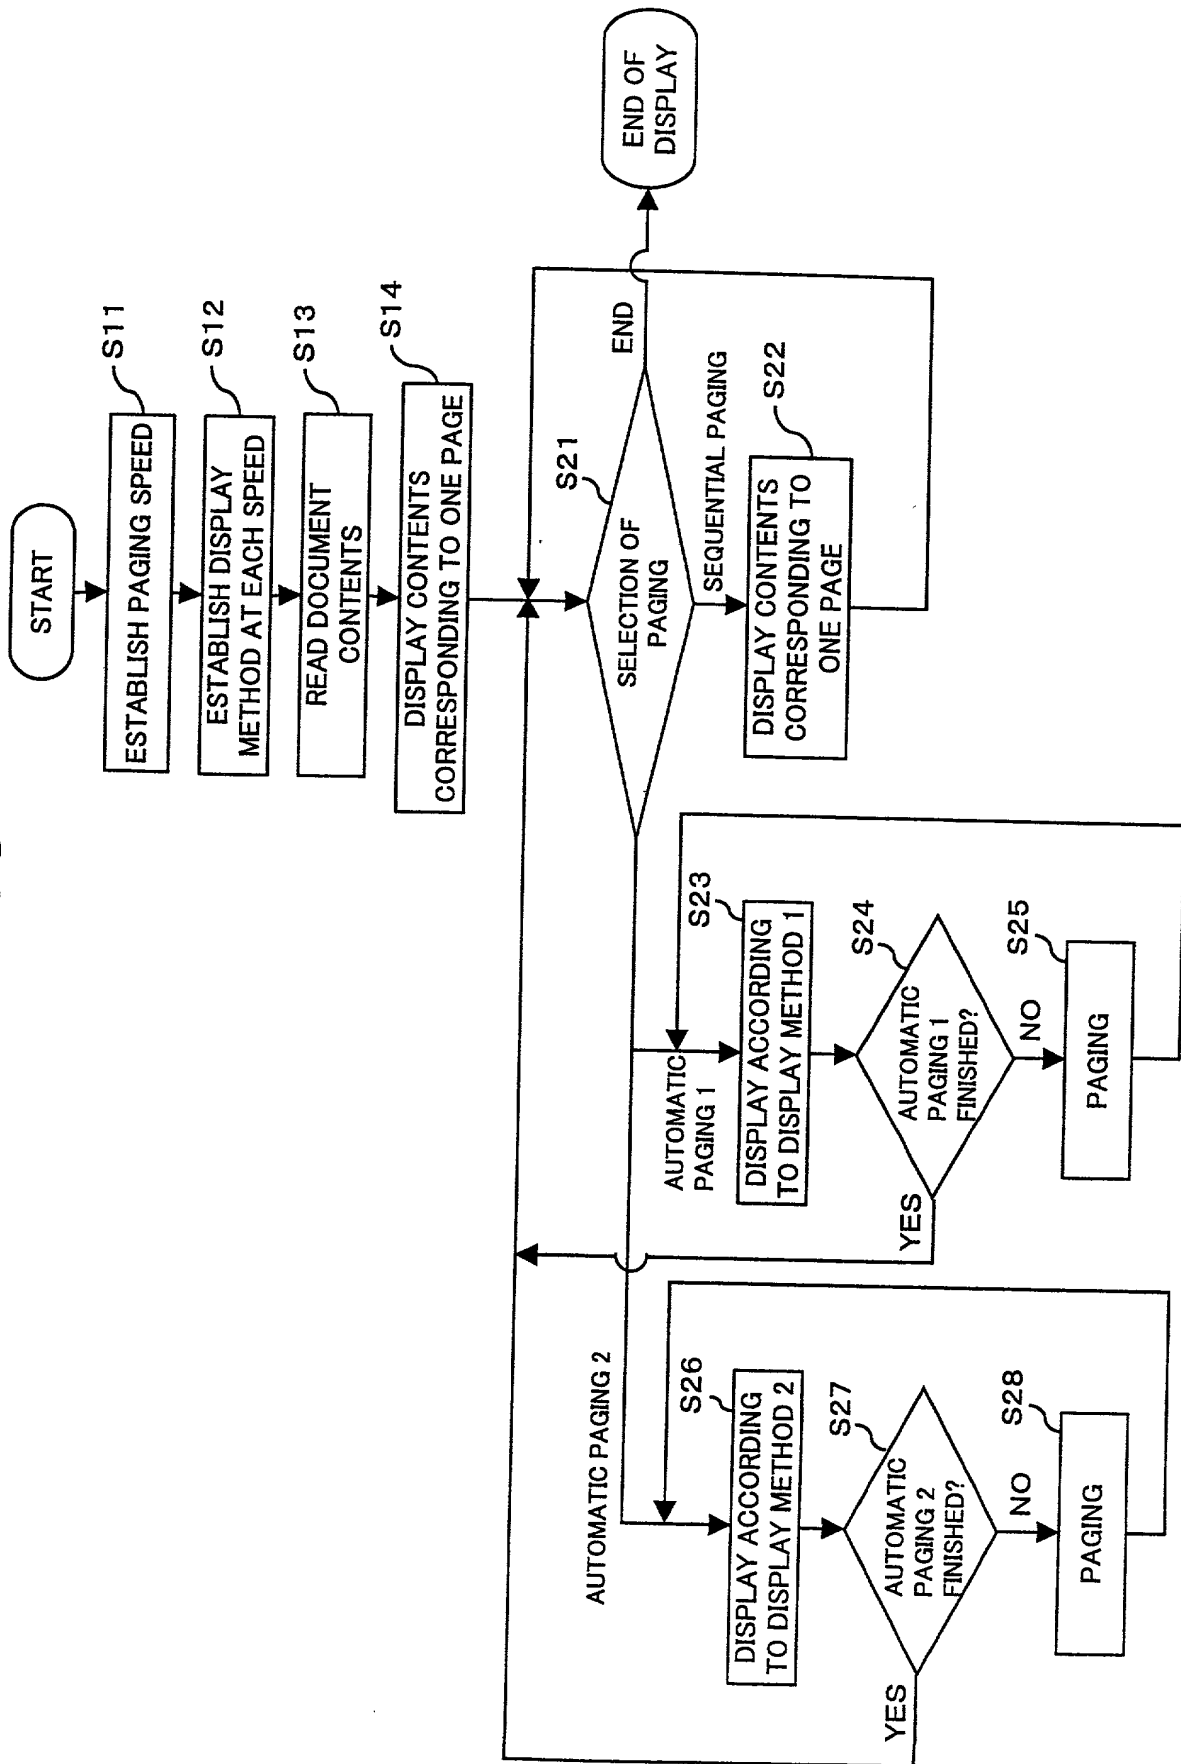 START
ESTABLISH PAGING SPEED
S11
ESTABLISH DISPLAY
METHOD AT EACH SPEED
S12
READ DOCUMENT
CONTENTS
S13
DISPLAY CONTENTS
CORRESPONDING TO ONE PAGE
S14
SELECTION OF
PAGING
S21
END
END OF
DISPLAY
SEQUENTIAL PAGING
DISPLAY CONTENTS
CORRESPONDING TO
ONE PAGE
S22
AUTOMATIC
PAGING 1
DISPLAY ACCORDING
TO DISPLAY METHOD 1
S23
AUTOMATIC
PAGING 1
FINISHED?
S24
YES
NO
PAGING
S25
AUTOMATIC PAGING 2
DISPLAY ACCORDING
TO DISPLAY METHOD 2
S26
AUTOMATIC
PAGING 2
FINISHED?
S27
YES
NO
PAGING
S28